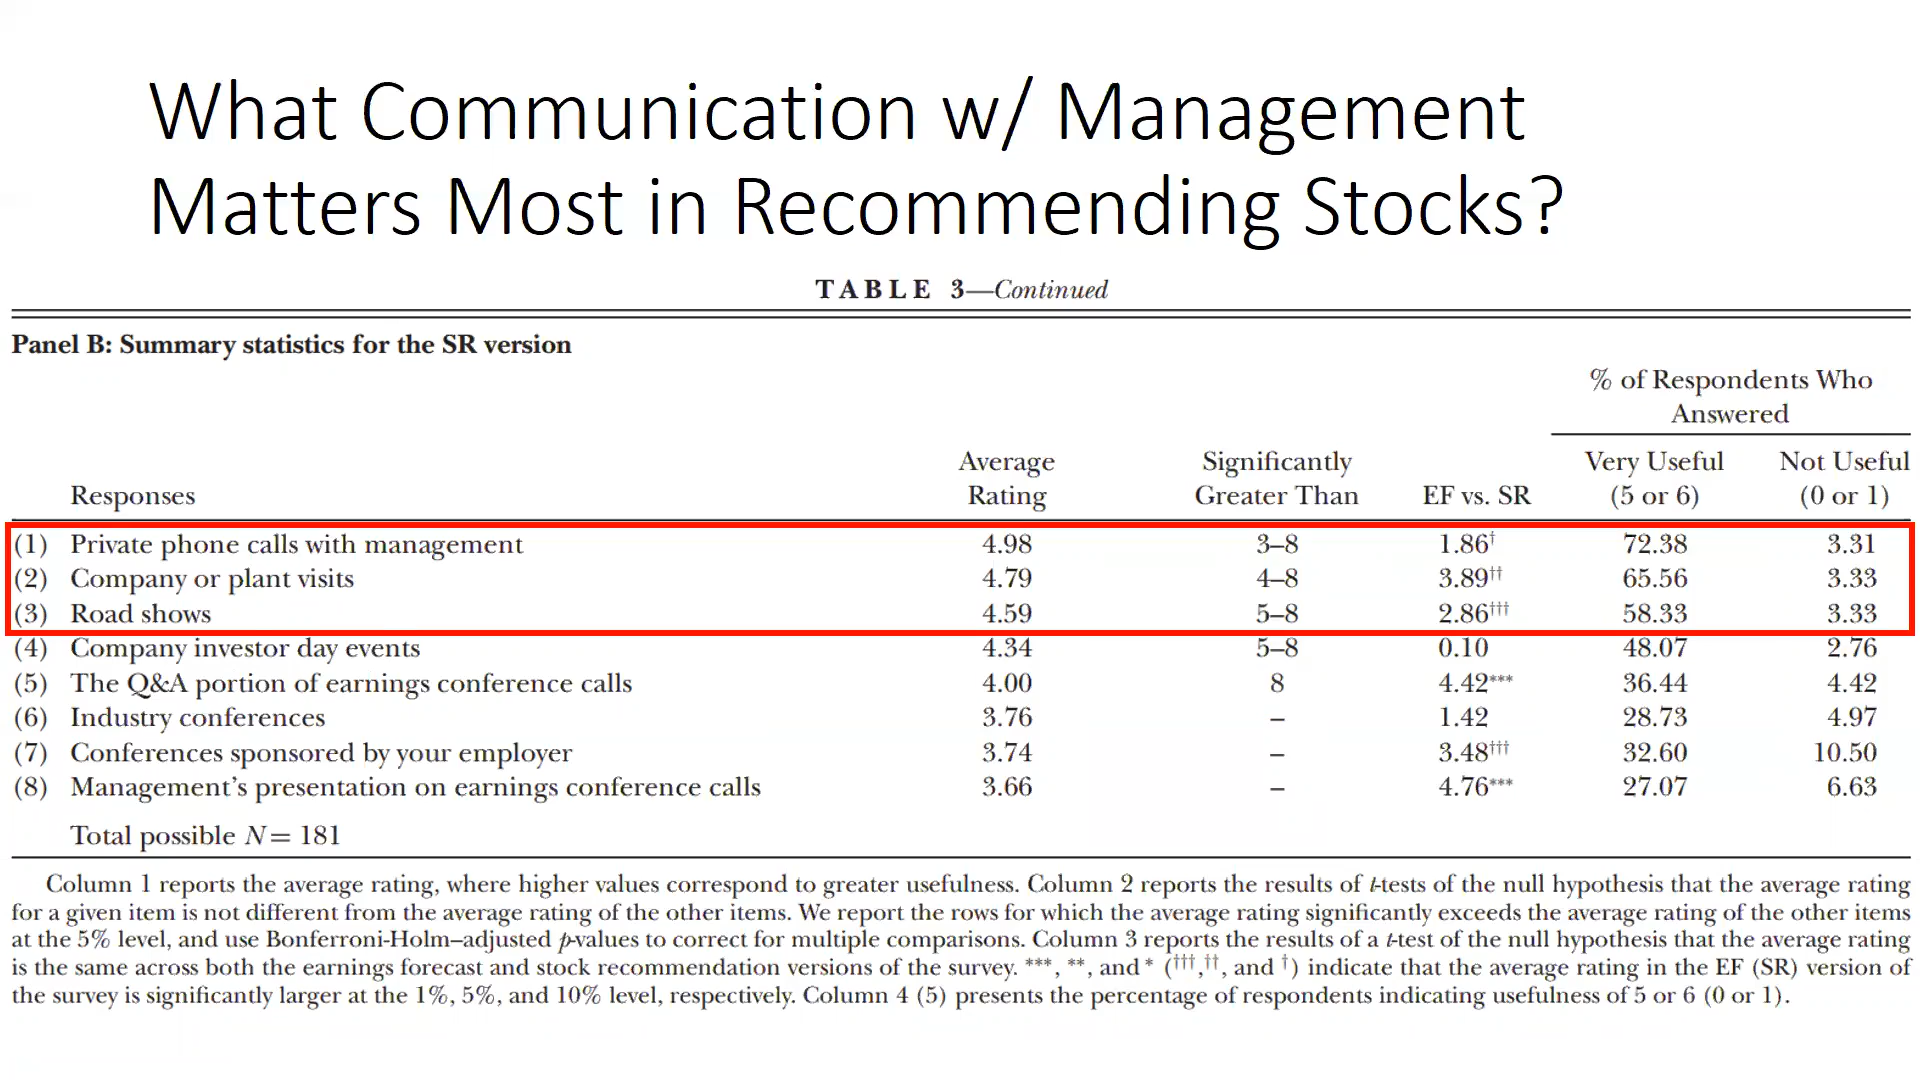 What Communication w/ Management
Matters Most in Recommending Stocks?
TABLE 3—Continued
Panel B: Summary statistics for the SR version
% of Respondents Who
Answered
Average Significantly Very Useful Not Useful
Responses Rating Greater Than EF vs. SR (5 or 6) (0 or 1)
(1) Private phone calls with management 4.98 3–8 1.86† 72.38 3.31
(2) Company or plant visits 4.79 4–8 3.89†† 65.56 3.33
(3) Road shows 4.59 5–8 2.86††† 58.33 3.33
(4) Company investor day events 4.34 5–8 0.10 48.07 2.76
(5) The Q&A portion of earnings conference calls 4.00 8 4.42*** 36.44 4.42
(6) Industry conferences 3.76 – 1.42 28.73 4.97
(7) Conferences sponsored by your employer 3.74 – 3.48††† 32.60 10.50
(8) Management’s presentation on earnings conference calls 3.66 – 4.76*** 27.07 6.63
Total possible N = 181
Column 1 reports the average rating, where higher values correspond to greater usefulness. Column 2 reports the results of t-tests of the null hypothesis that the average rating
for a given item is not different from the average rating of the other items. We report the rows for which the average rating significantly exceeds the average rating of the other items
at the 5% level, and use Bonferroni-Holm–adjusted p-values to correct for multiple comparisons. Column 3 reports the results of a t-test of the null hypothesis that the average rating
is the same across both the earnings forecast and stock recommendation versions of the survey. ***, **, and * (†††,††, and †) indicate that the average rating in the EF (SR) version of
the survey is significantly larger at the 1%, 5%, and 10% level, respectively. Column 4 (5) presents the percentage of respondents indicating usefulness of 5 or 6 (0 or 1).